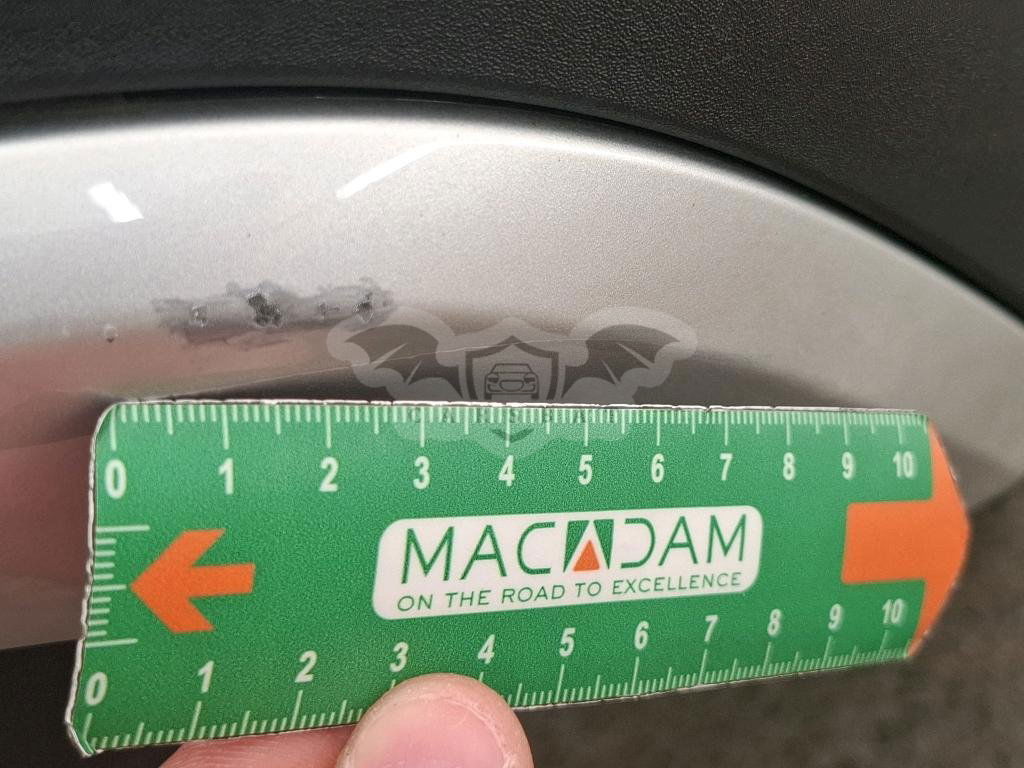 CARSBAT
0 1 2 3 4 5 6 7 8 9 10
MACADAM
ON THE ROAD TO EXCELLENCE
0 1 2 3 4 5 6 7 8 9 10